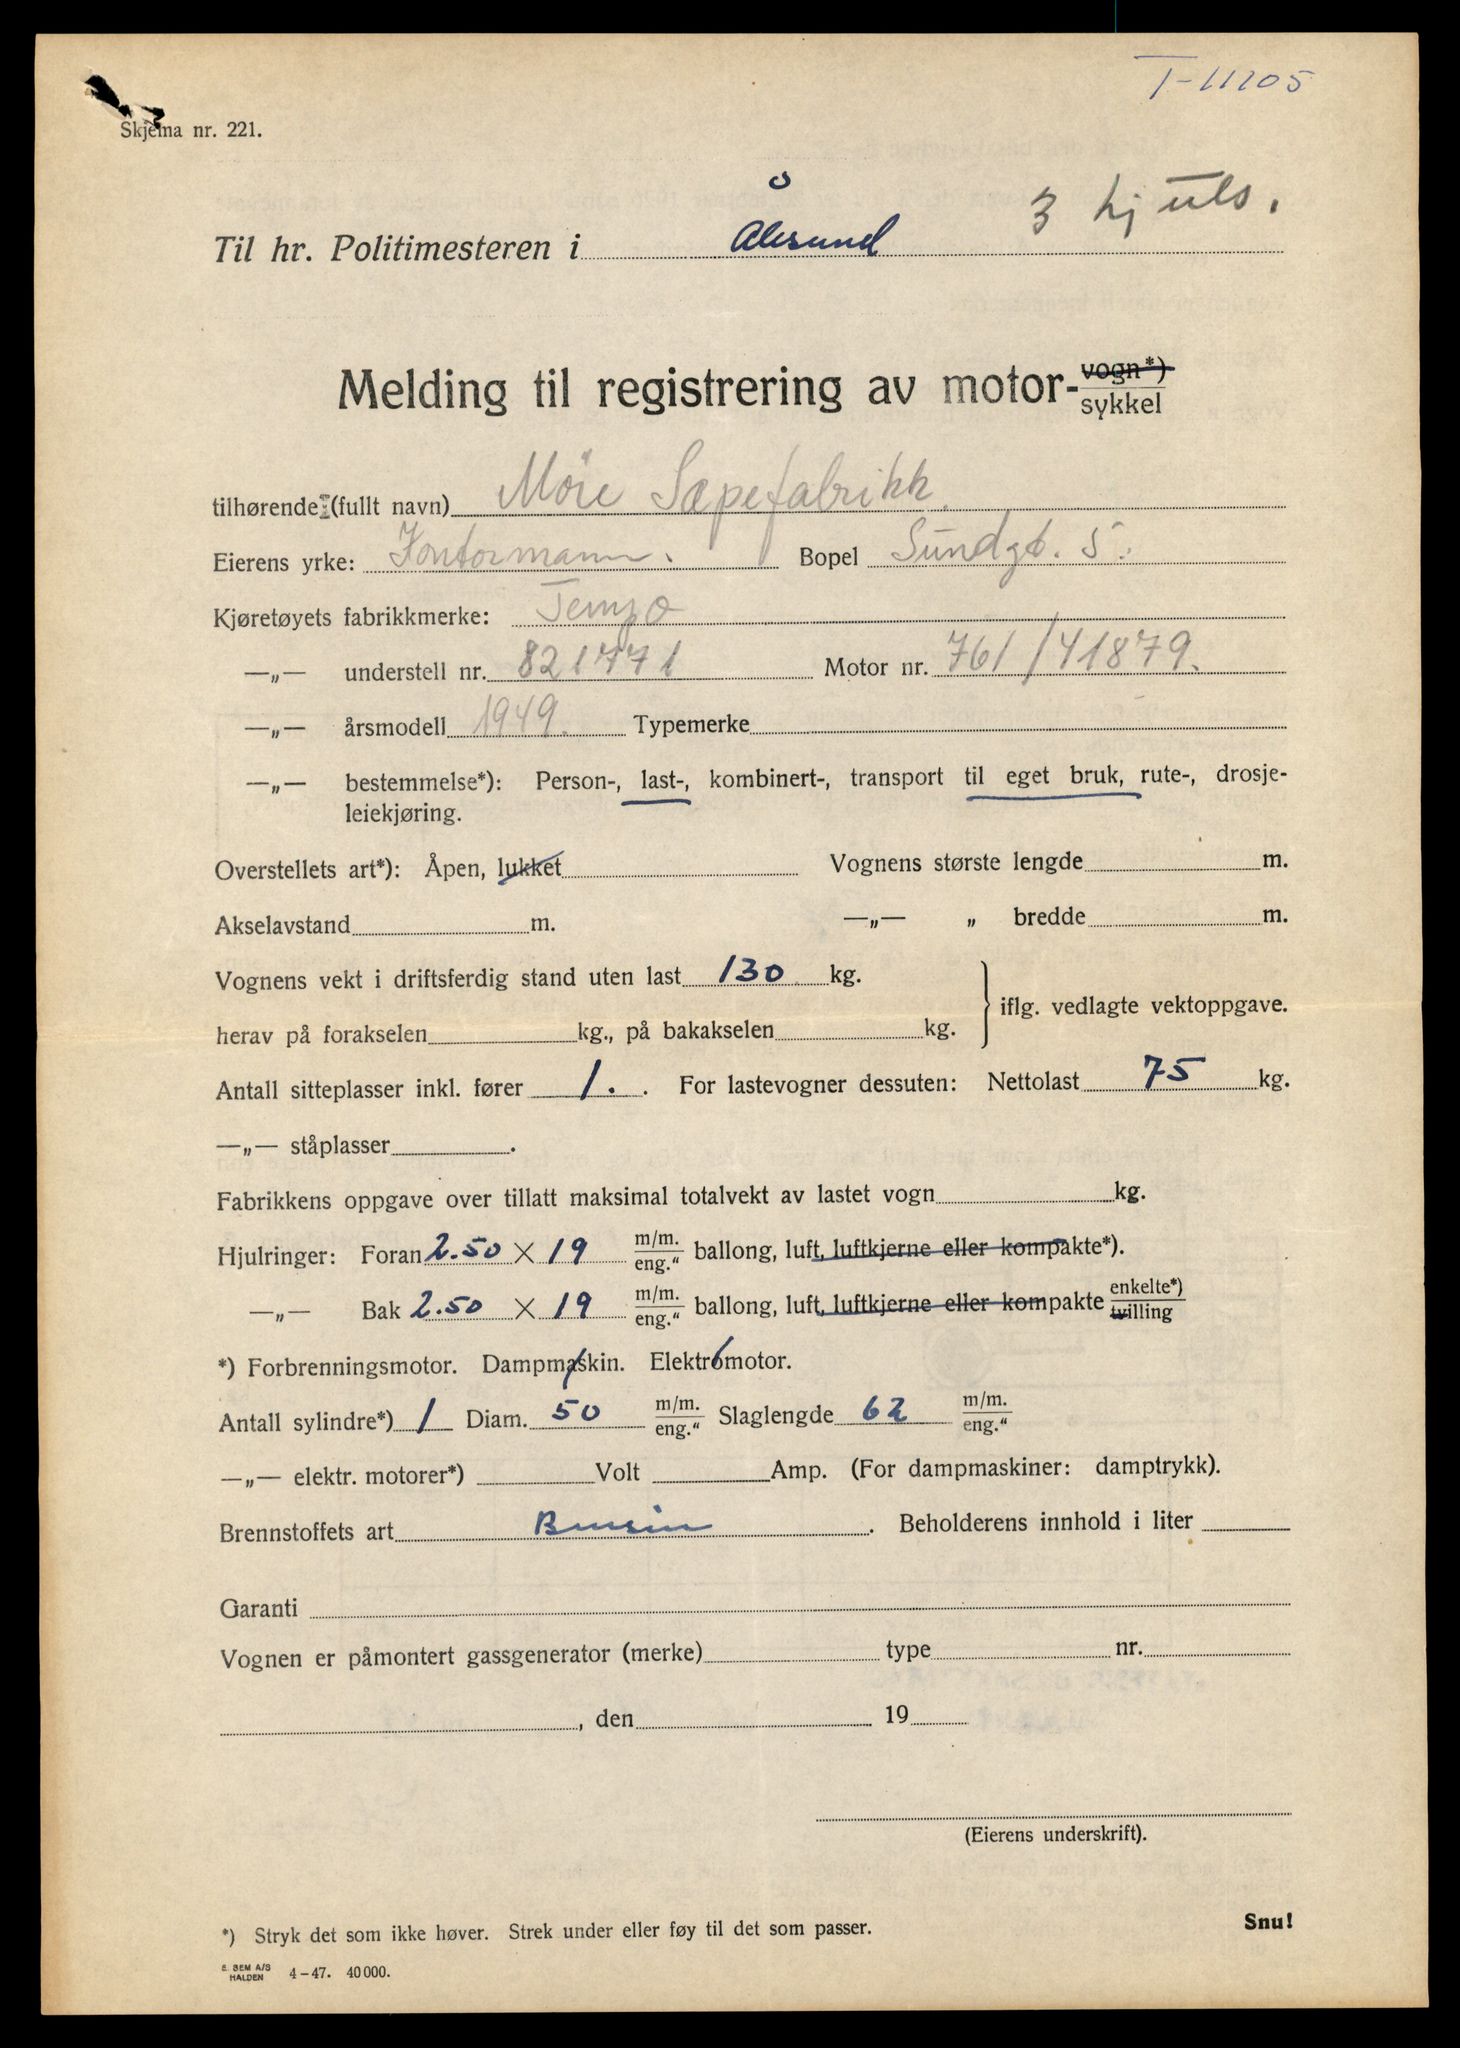 T-11205
Skjema nr. 221.
3 hjuls.
Til hr. Politimesteren i Ålesund
Melding til registrering av motor-vogn*)
sykkel
tilhørende: (fullt navn) Möre Sæpefabrikk.
Eierens yrke: Kontormann. Bopel Sundgt. 5.
Kjøretøyets fabrikkmerke: Tempo
—„— understell nr. 821771 Motor nr. 761/41879.
—„— årsmodell 1949. Typemerke
—„— bestemmelse*): Person-, last-, kombinert-, transport til eget bruk, rute-, drosje-
leiekjøring.
Overstellets art*): Åpen, lukket Vognens største lengde m.
Akselavstand m. —„— „ bredde m.
Vognens vekt i driftsferdig stand uten last 130 kg.
iflg. vedlagte vektoppgave.
herav på forakselen kg., på bakakselen kg.
Antall sitteplasser inkl. fører 1. . For lastevogner dessuten: Nettolast 75 kg.
—„— ståplasser .
Fabrikkens oppgave over tillatt maksimal totalvekt av lastet vogn kg.
Hjulringer: Foran 2.50 × 19 m/m. eng.“ ballong, luft, luftkjerne eller kompakte*).
—„— Bak 2.50 × 19 m/m. eng.“ ballong, luft, luftkjerne eller kompakte enkelte*) tvilling
*) Forbrenningsmotor. Dampmaskin. Elektromotor.
Antall sylindre*) 1 Diam. 50 m/m. eng.“ Slaglengde 62 m/m. eng.“
—„— elektr. motorer*) Volt Amp. (For dampmaskiner: damptrykk).
Brennstoffets art Bensin . Beholderens innhold i liter
Garanti
Vognen er påmontert gassgenerator (merke) type nr.
, den 19
(Eierens underskrift).
*) Stryk det som ikke høver. Strek under eller føy til det som passer.
Snu!
E. SEM A/S
HALDEN 4–47. 40 000.